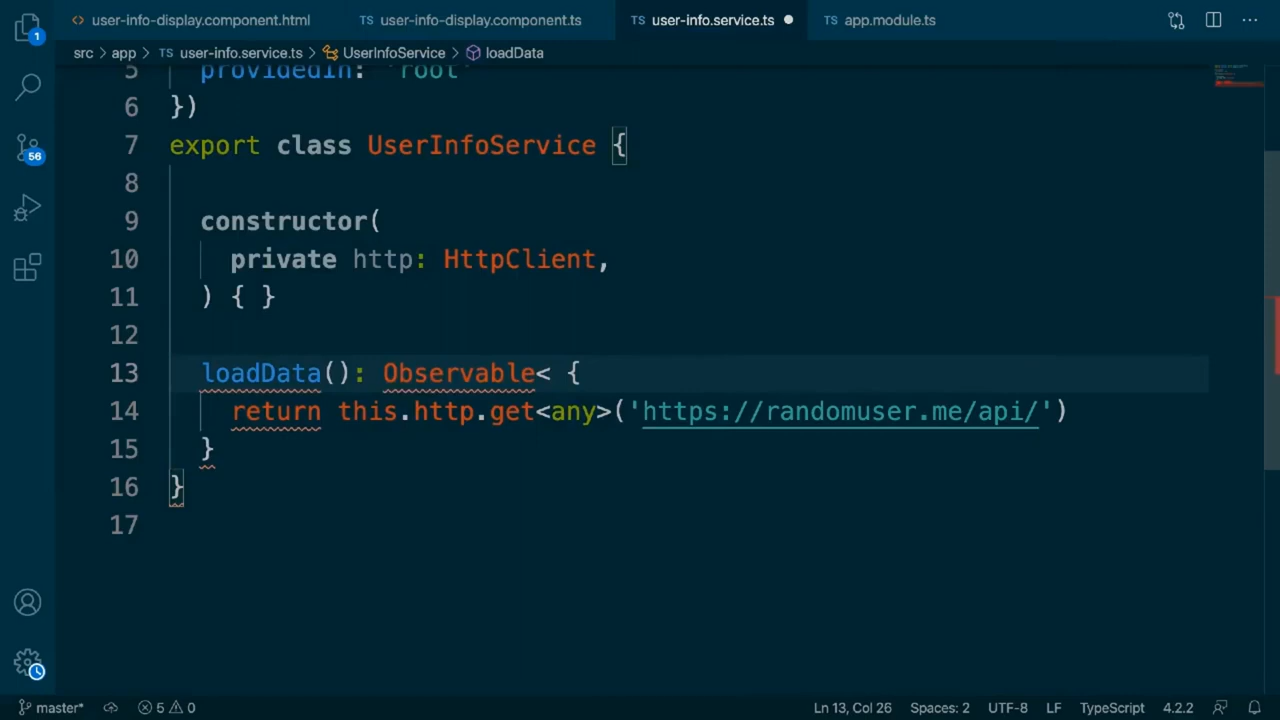 user-info-display.component.html
TS user-info-display.component.ts
TS user-info.service.ts
TS app.module.ts
1
src > app > TS user-info.service.ts > UserInfoService > loadData
5 providedIn: 'root'
6 })
7 export class UserInfoService {
8
9 constructor(
10 private http: HttpClient,
11 ) { }
12
13 loadData(): Observable< {
14 return this.http.get<any>('https://randomuser.me/api/')
15 }
16 }
17
56
master* 5 0 Ln 13, Col 26 Spaces: 2 UTF-8 LF TypeScript 4.2.2